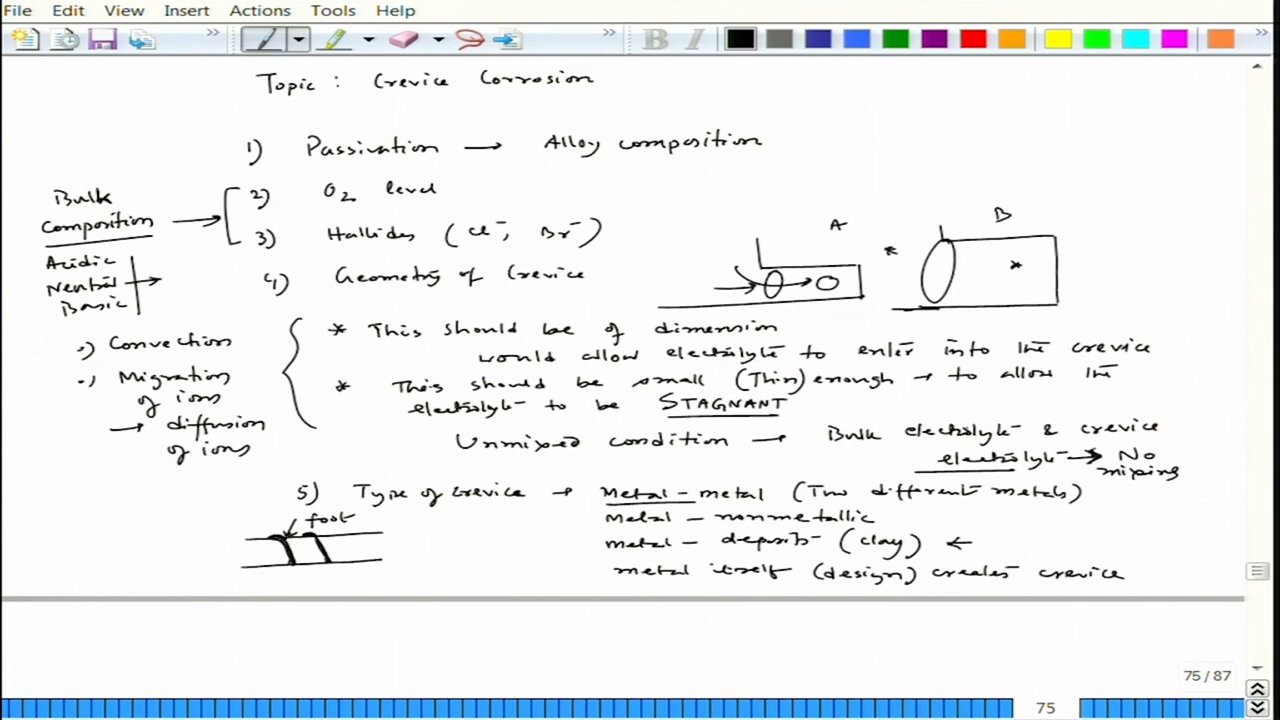 File Edit View Insert Actions Tools Help
B I
Topic : Crevice Corrosion
1) Passivation → Alloy composition
Bulk
composition →
Acidic
Neutral →
Basic
2) O2 level
3) Hallides (Cl⁻, Br⁻)
4) Geometry of Crevice
A
B
* This should be of dimension
would allow electrolyte to enter into the crevice
* This should be small (Thin) enough → to allow the
electrolyte to be STAGNANT
Unmixed condition → Bulk electrolyte & crevice
electrolyte → No
mixing
.) Convection
.) Migration
of ions
→ diffusion
of ions
5) Type of crevice → Metal - metal (Two different metals)
Metal - nonmetallic
metal - deposits (clay) ←
metal itself (design) creates crevice
foot
75 / 87
75